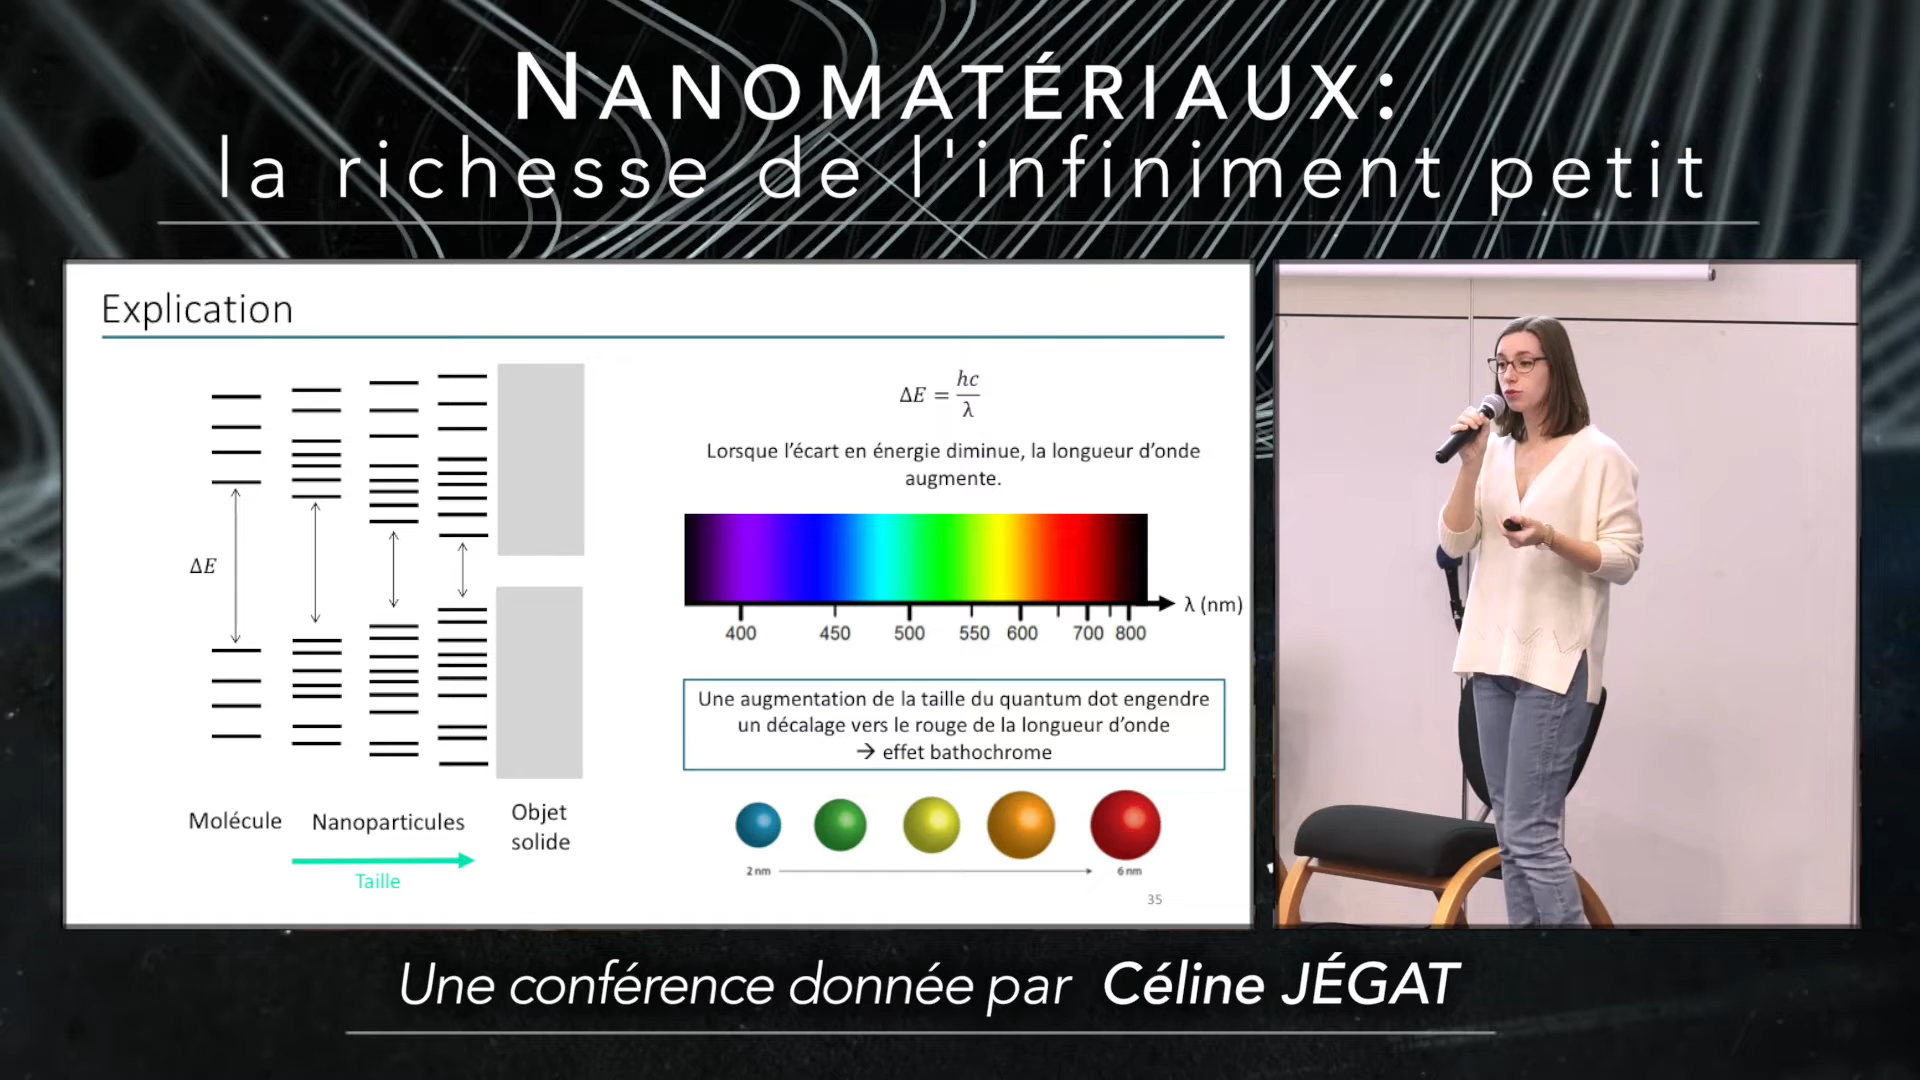 NANOMATÉRIAUX:
la richesse de l'infiniment petit
Explication
ΔE
Molécule
Nanoparticules
Objet
solide
Taille
ΔE = hc/λ
Lorsque l'écart en énergie diminue, la longueur d'onde
augmente.
λ (nm)
400 450 500 550 600 700 800
Une augmentation de la taille du quantum dot engendre
un décalage vers le rouge de la longueur d'onde
→ effet bathochrome
2 nm 6 nm
35
Une conférence donnée par Céline JÉGAT